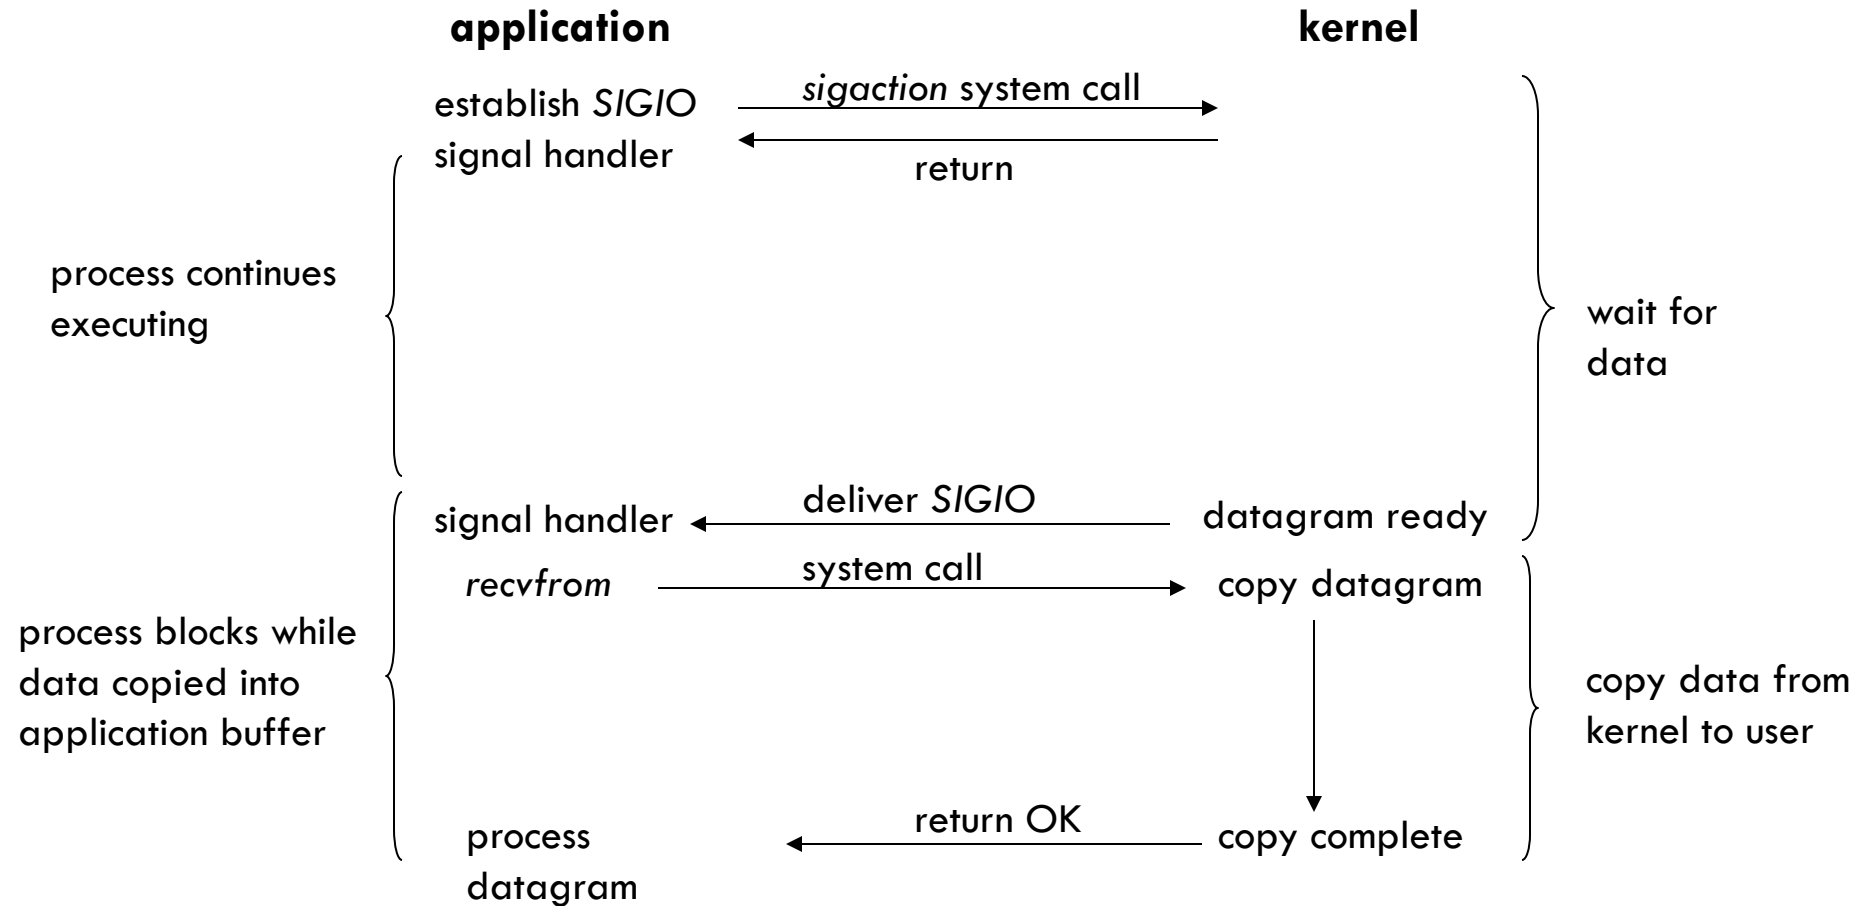 application
kernel
establish SIGIO
signal handler
sigaction system call
return
process continues
executing
wait for
data
signal handler
deliver SIGIO
datagram ready
recvfrom
system call
copy datagram
process blocks while
data copied into
application buffer
copy data from
kernel to user
process
datagram
return OK
copy complete